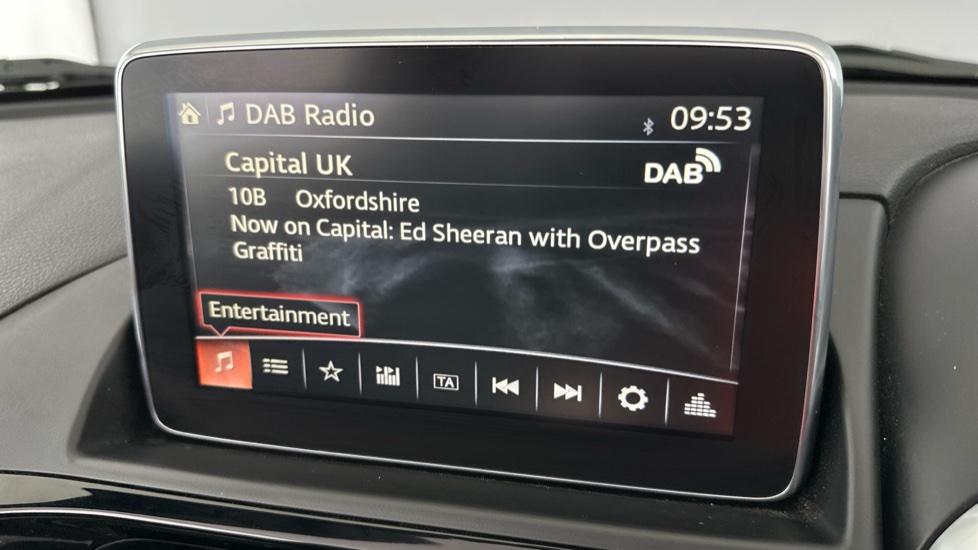 DAB Radio 09:53
Capital UK DAB
10B Oxfordshire
Now on Capital: Ed Sheeran with Overpass
Graffiti
Entertainment
TA